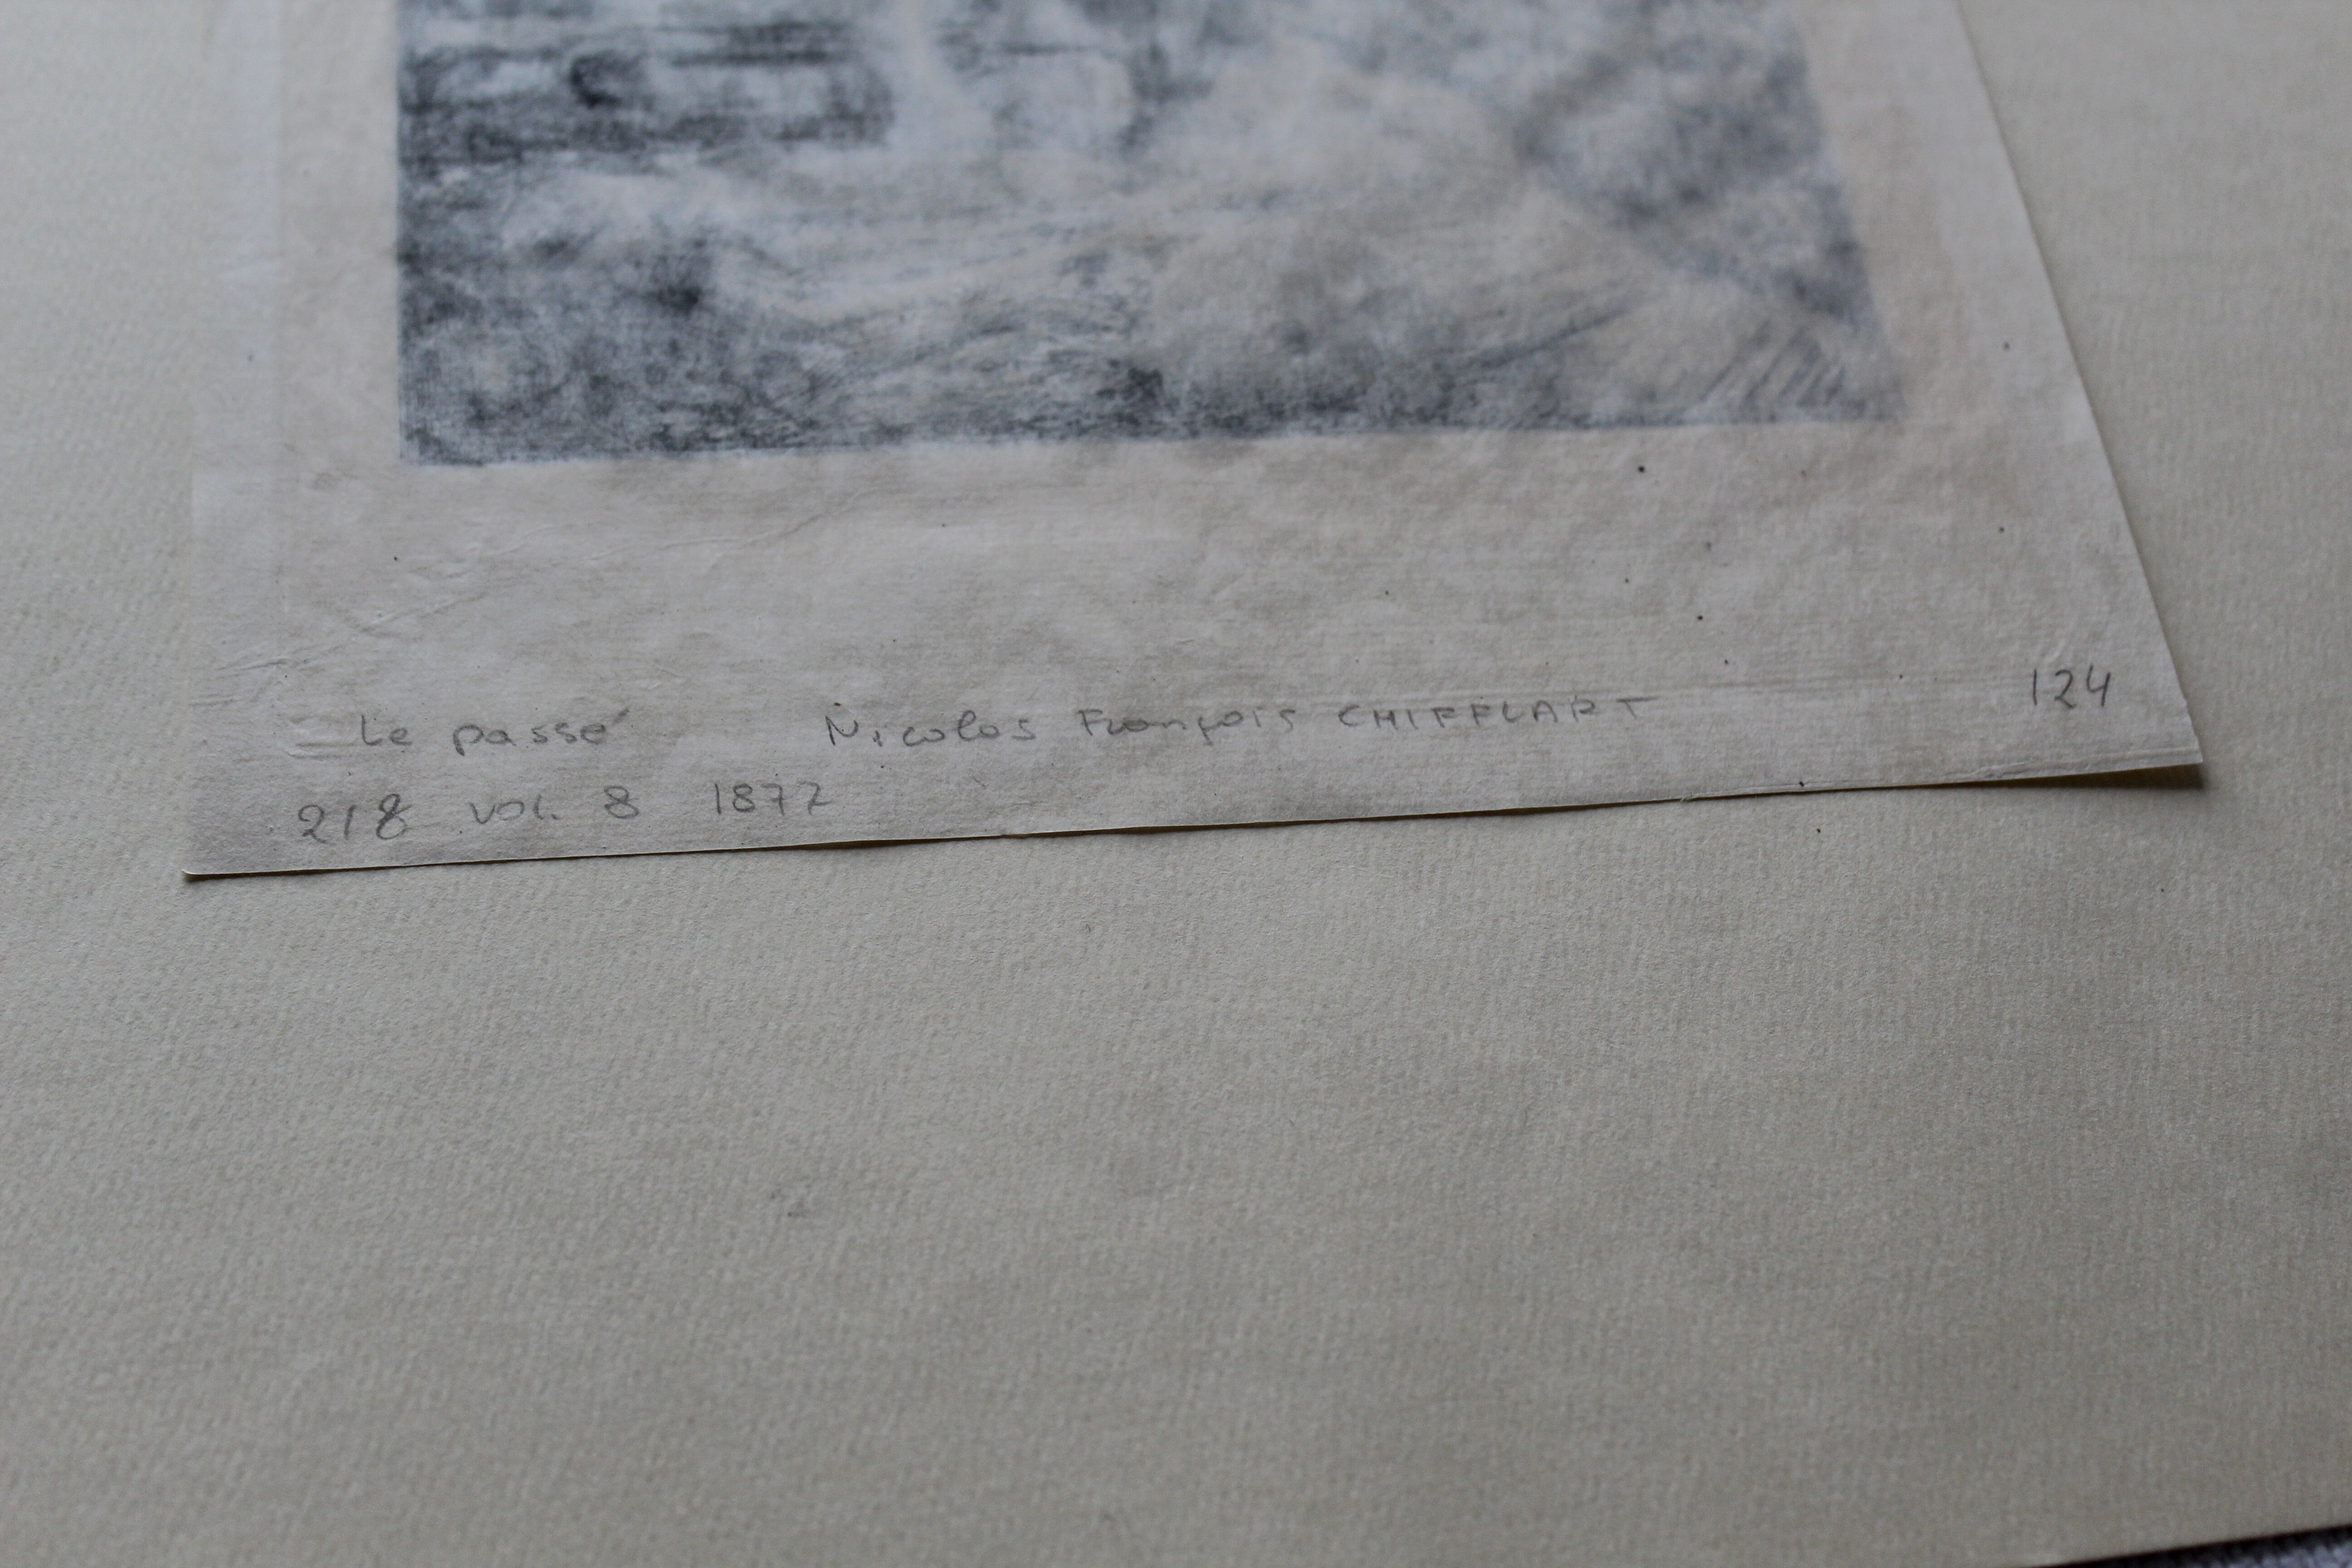 Le passé Nicolas François CHIFFLART 124
218 vol. 8 1877